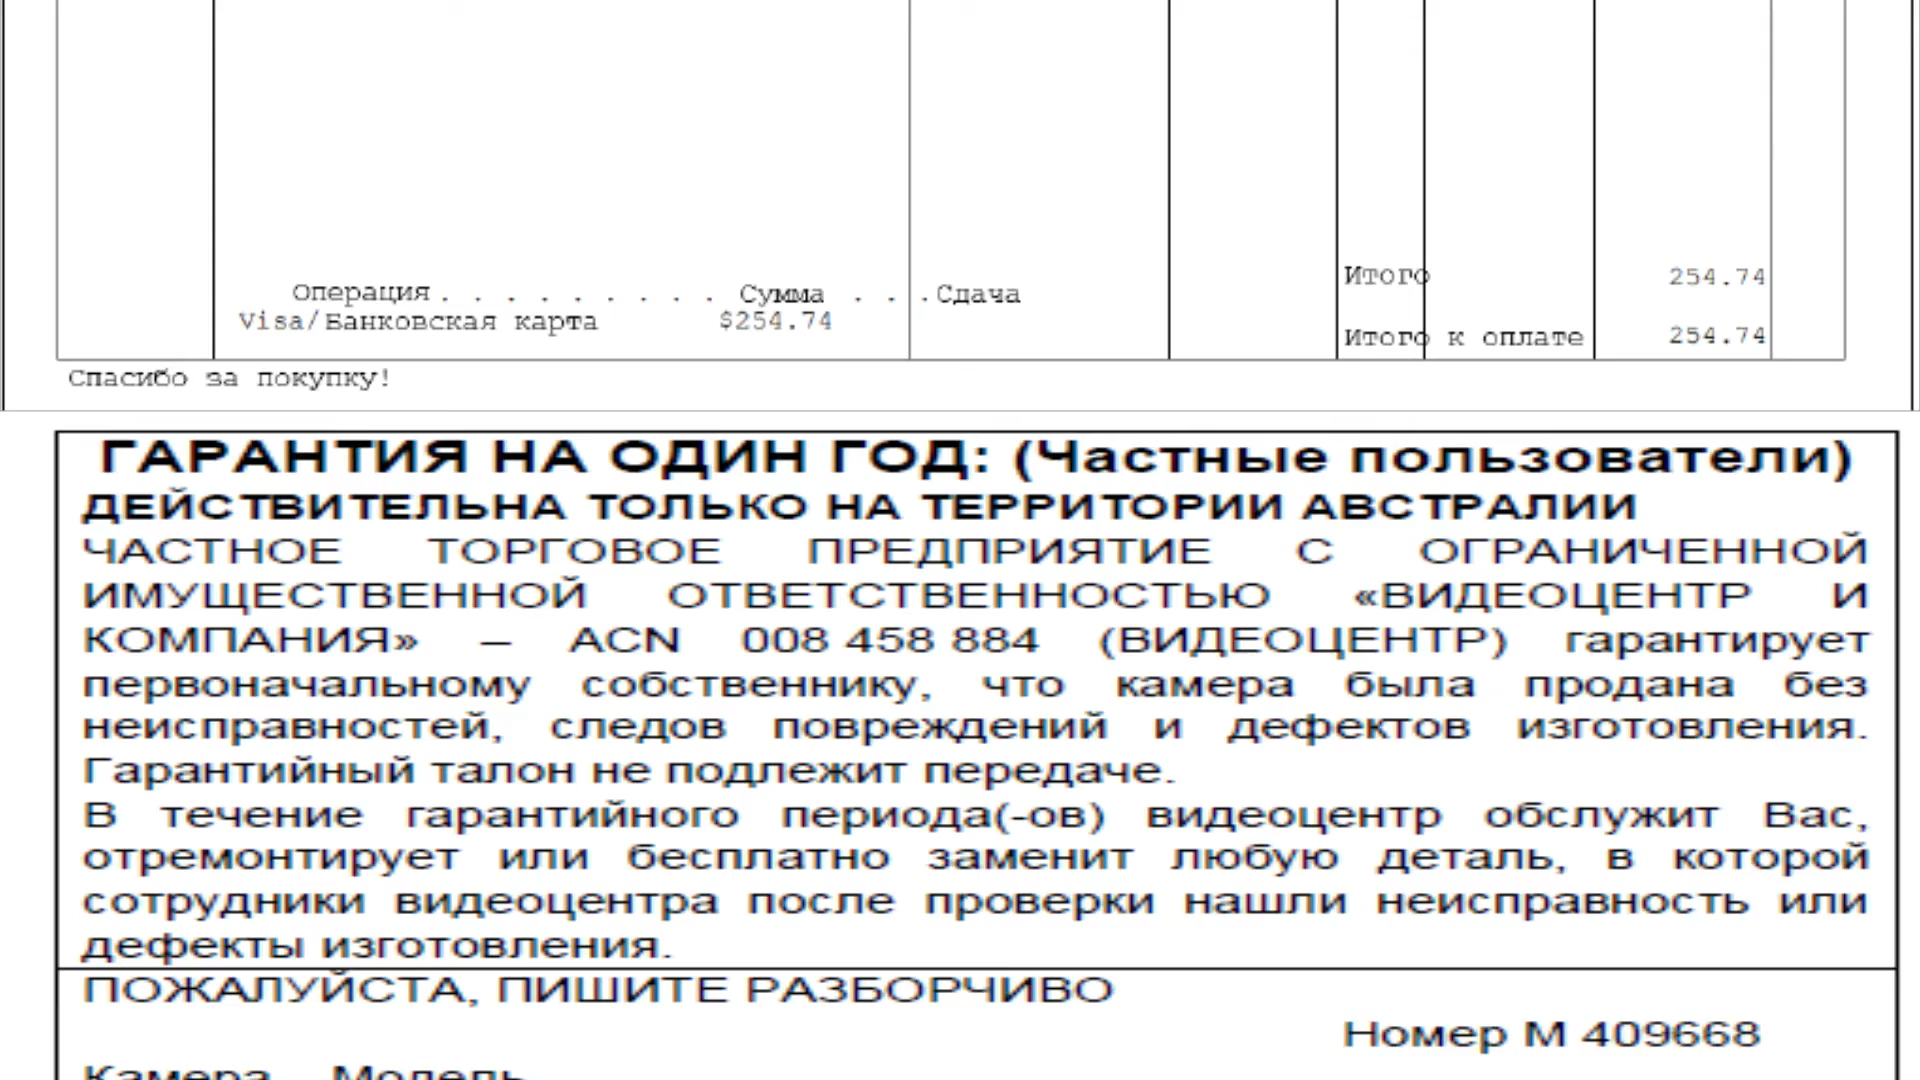 Итого 254.74
Операция . . . . . . . . . Сумма . . .Сдача
Visa/Банковская карта $254.74
Итого к оплате 254.74
Спасибо за покупку!
ГАРАНТИЯ НА ОДИН ГОД: (Частные пользователи)
ДЕЙСТВИТЕЛЬНА ТОЛЬКО НА ТЕРРИТОРИИ АВСТРАЛИИ
ЧАСТНОЕ ТОРГОВОЕ ПРЕДПРИЯТИЕ С ОГРАНИЧЕННОЙ
ИМУЩЕСТВЕННОЙ ОТВЕТСТВЕННОСТЬЮ «ВИДЕОЦЕНТР И
КОМПАНИЯ» – ACN 008 458 884 (ВИДЕОЦЕНТР) гарантирует
первоначальному собственнику, что камера была продана без
неисправностей, следов повреждений и дефектов изготовления.
Гарантийный талон не подлежит передаче.
В течение гарантийного периода(-ов) видеоцентр обслужит Вас,
отремонтирует или бесплатно заменит любую деталь, в которой
сотрудники видеоцентра после проверки нашли неисправность или
дефекты изготовления.
ПОЖАЛУЙСТА, ПИШИТЕ РАЗБОРЧИВО
Номер М 409668
Камера Модель